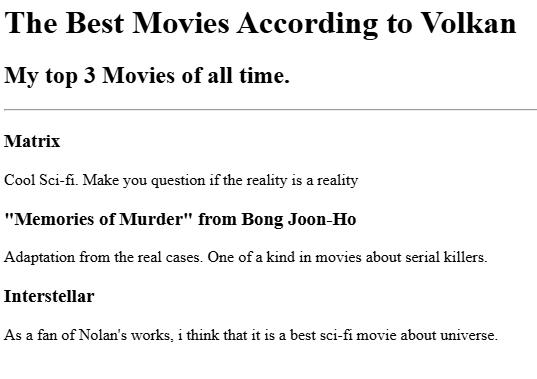 The Best Movies According to Volkan
My top 3 Movies of all time.
Matrix
Cool Sci-fi. Make you question if the reality is a reality
"Memories of Murder" from Bong Joon-Ho
Adaptation from the real cases. One of a kind in movies about serial killers.
Interstellar
As a fan of Nolan's works, i think that it is a best sci-fi movie about universe.